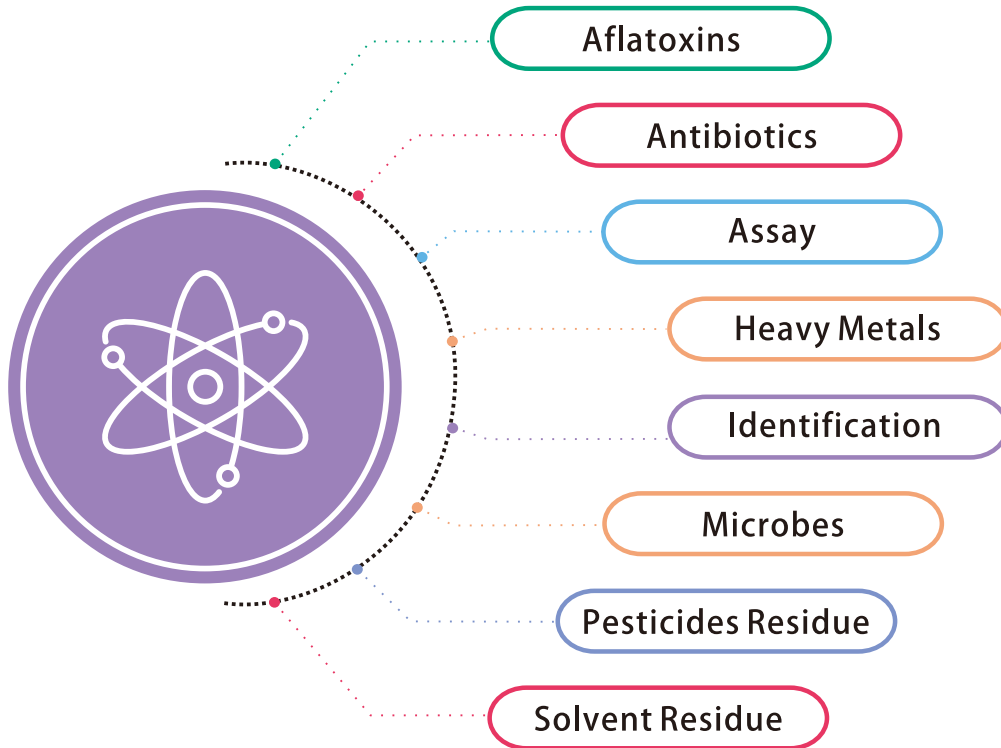 Aflatoxins
Antibiotics
Assay
Heavy Metals
Identification
Microbes
Pesticides Residue
Solvent Residue